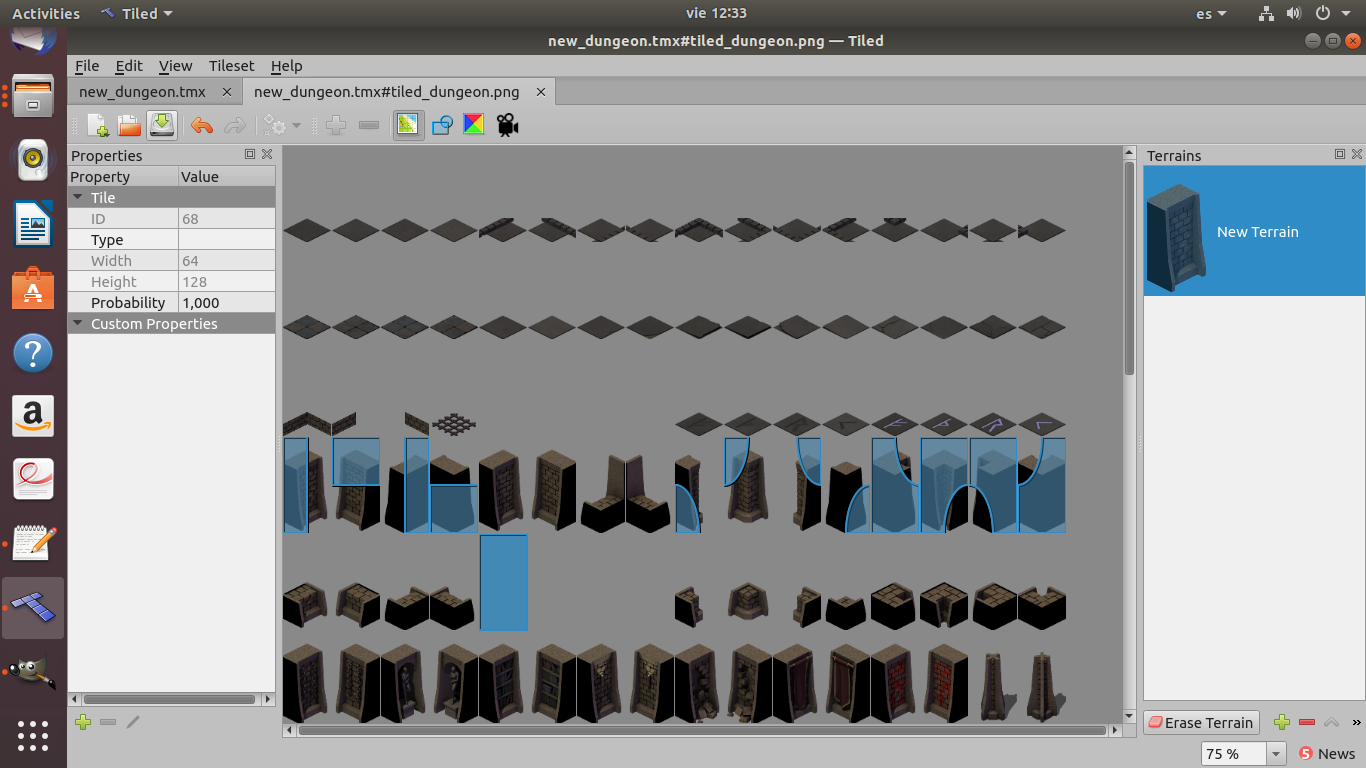 Activities Tiled vie 12:33 es
new_dungeon.tmx#tiled_dungeon.png — Tiled
File Edit View Tileset Help
new_dungeon.tmx new_dungeon.tmx#tiled_dungeon.png
Properties
Property Value
Tile
ID 68
Type
Width 64
Height 128
Probability 1,000
Custom Properties
Terrains
New Terrain
Erase Terrain »
75 % 5 News